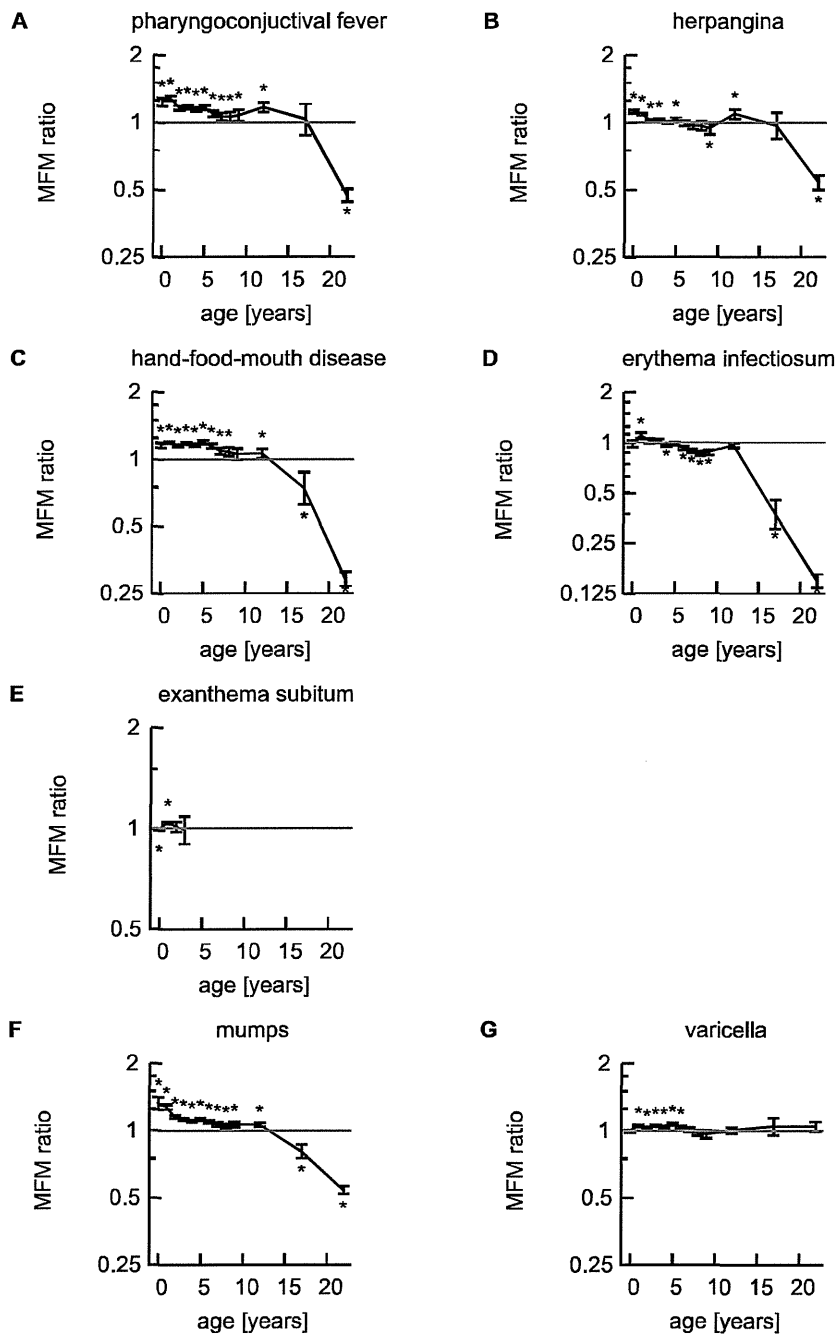 A pharyngoconjuctival fever
MFM ratio
2
1
0.5
0.25
0 5 10 15 20
age [years]
B herpangina
MFM ratio
2
1
0.5
0.25
0 5 10 15 20
age [years]
C hand-food-mouth disease
MFM ratio
2
1
0.5
0.25
0 5 10 15 20
age [years]
D erythema infectiosum
MFM ratio
2
1
0.5
0.25
0.125
0 5 10 15 20
age [years]
E exanthema subitum
MFM ratio
2
1
0.5
0 5 10 15 20
age [years]
F mumps
MFM ratio
2
1
0.5
0.25
0 5 10 15 20
age [years]
G varicella
MFM ratio
2
1
0.5
0.25
0 5 10 15 20
age [years]